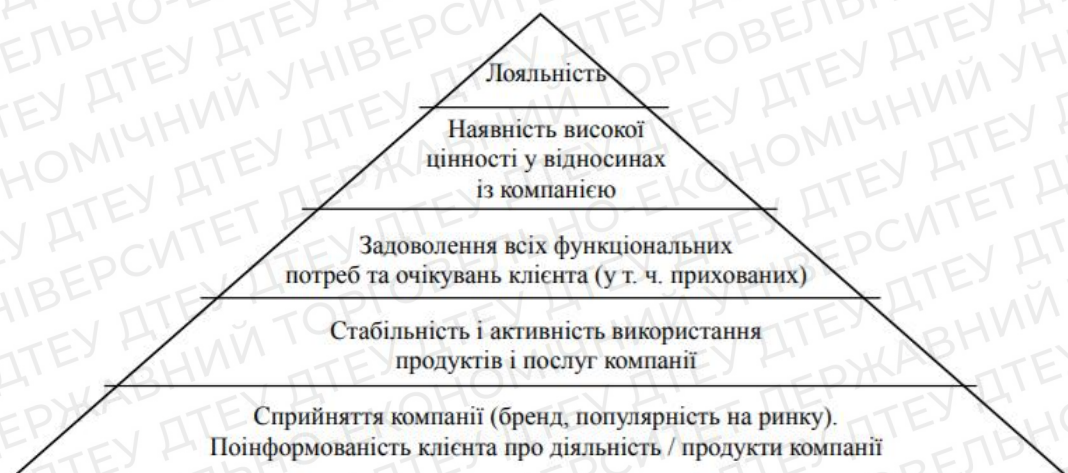 Лояльність
Наявність високої
цінності у відносинах
із компанією
Задоволення всіх функціональних
потреб та очікувань клієнта (у т. ч. прихованих)
Стабільність і активність використання
продуктів і послуг компанії
Сприйняття компанії (бренд, популярність на ринку).
Поінформованість клієнта про діяльність / продукти компанії